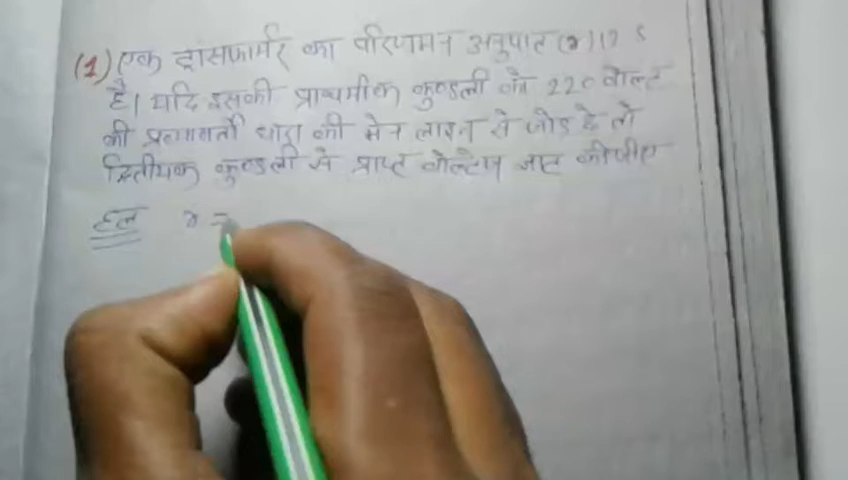 (1) एक ट्रांसफार्मर का परिणमन अनुपात (r)
है। यदि इसकी प्राथमीक कुण्डली को 220 वोल्ट
की प्रत्यावर्ती धारा की मेन लाइन से जोड़ दे तो
द्वितीयक कुण्डली से प्राप्त वोल्टेज ज्ञात कीजीए
हल r =